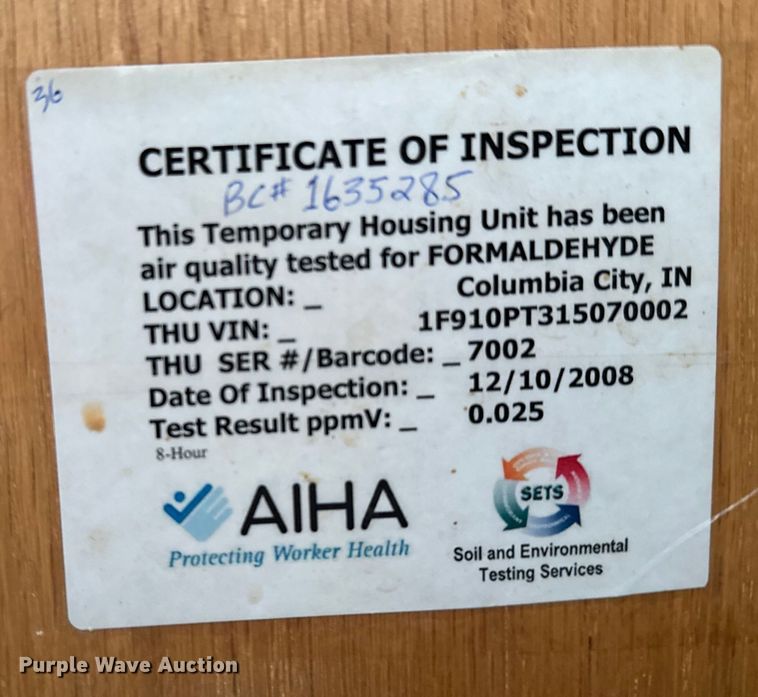 36
CERTIFICATE OF INSPECTION
BC# 1635285
This Temporary Housing Unit has been
air quality tested for FORMALDEHYDE
LOCATION: _ Columbia City, IN
THU VIN: _ 1F910PT315070002
THU SER #/Barcode: _ 7002
Date Of Inspection: _ 12/10/2008
Test Result ppmV: _ 0.025
8-Hour
AIHA
Protecting Worker Health
SETS
Soil and Environmental
Testing Services
Purple Wave Auction